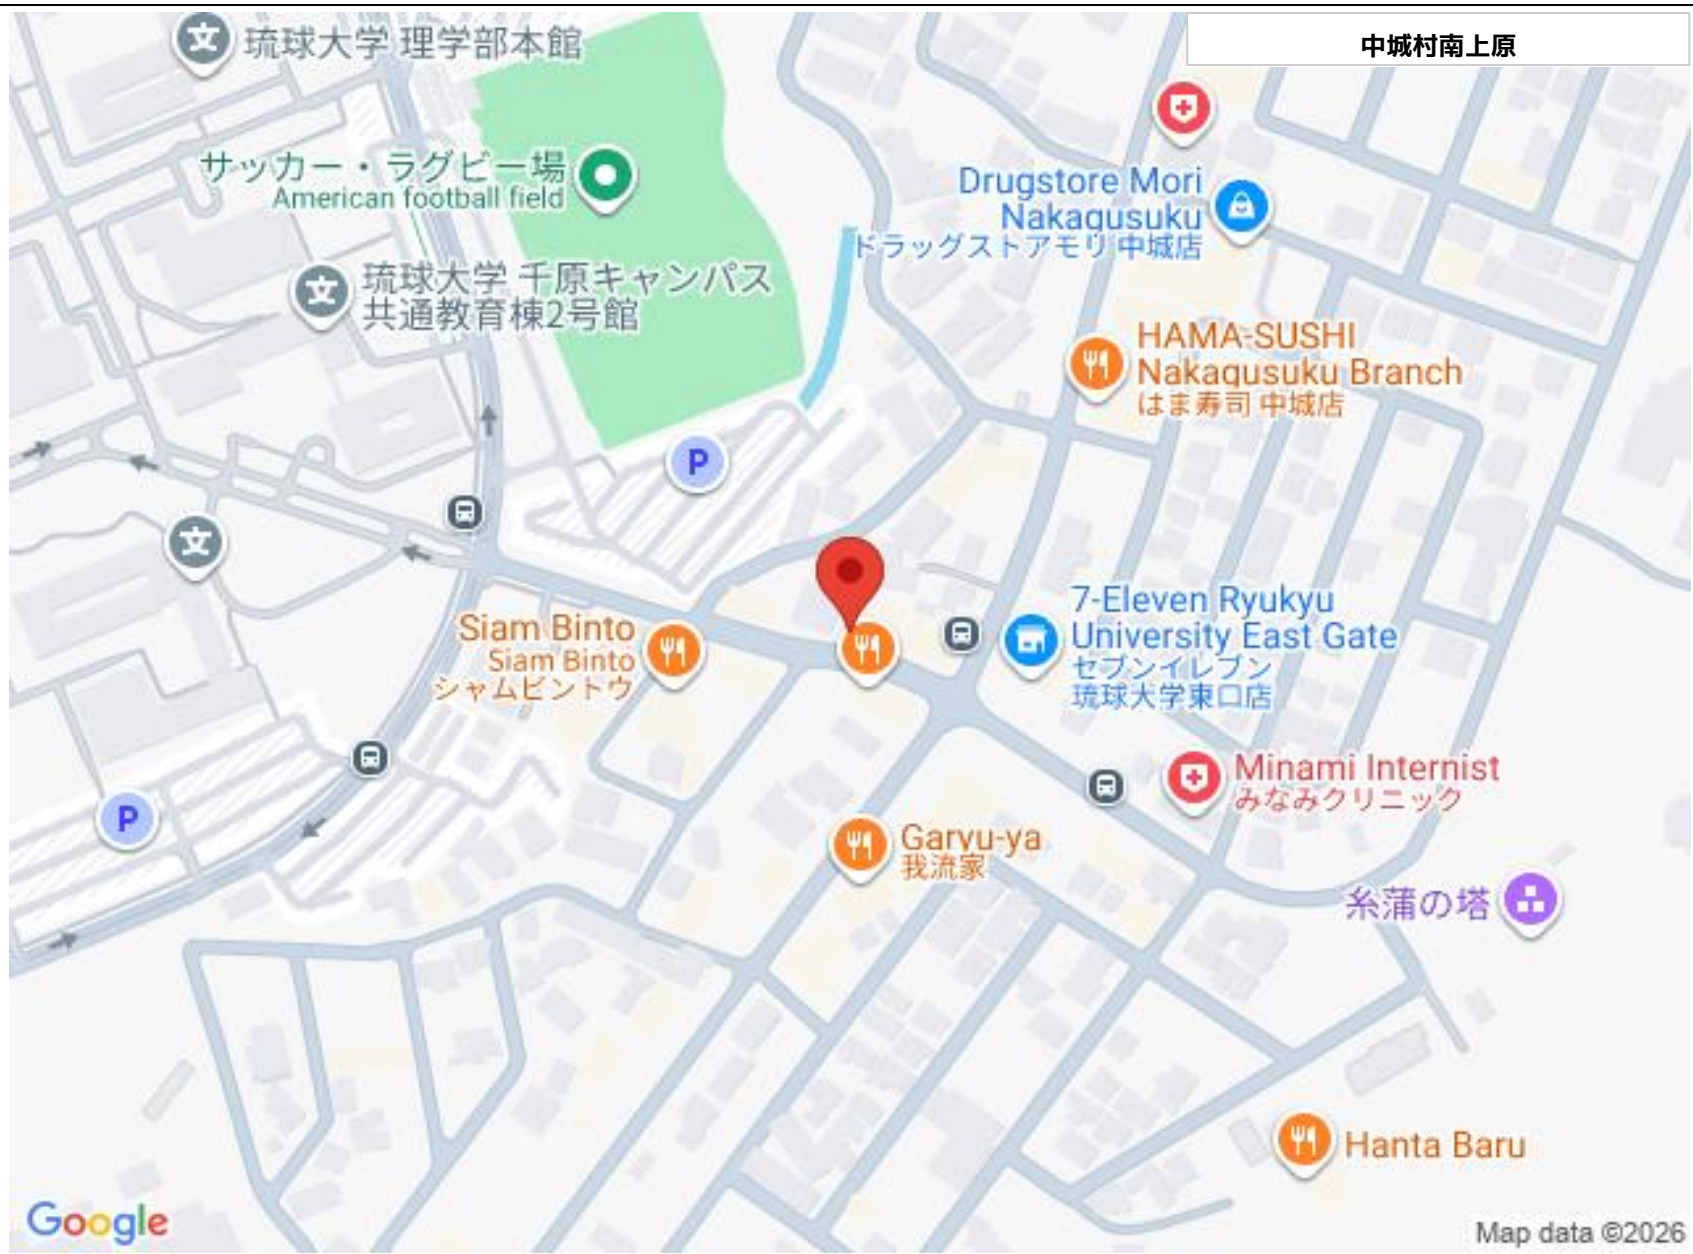 中城村南上原
琉球大学 理学部本館
サッカー・ラグビー場
American football field
Drugstore Mori
Nakagusuku
ドラッグストアモリ 中城店
琉球大学 千原キャンパス
共通教育棟2号館
HAMA-SUSHI
Nakagusuku Branch
はま寿司 中城店
P
7-Eleven Ryukyu
University East Gate
セブンイレブン
琉球大学東口店
Siam Binto
Siam Binto
シャムビントウ
Minami Internist
みなみクリニック
P
Garyu-ya
我流家
糸蒲の塔
Hanta Baru
Google
Map data ©2026